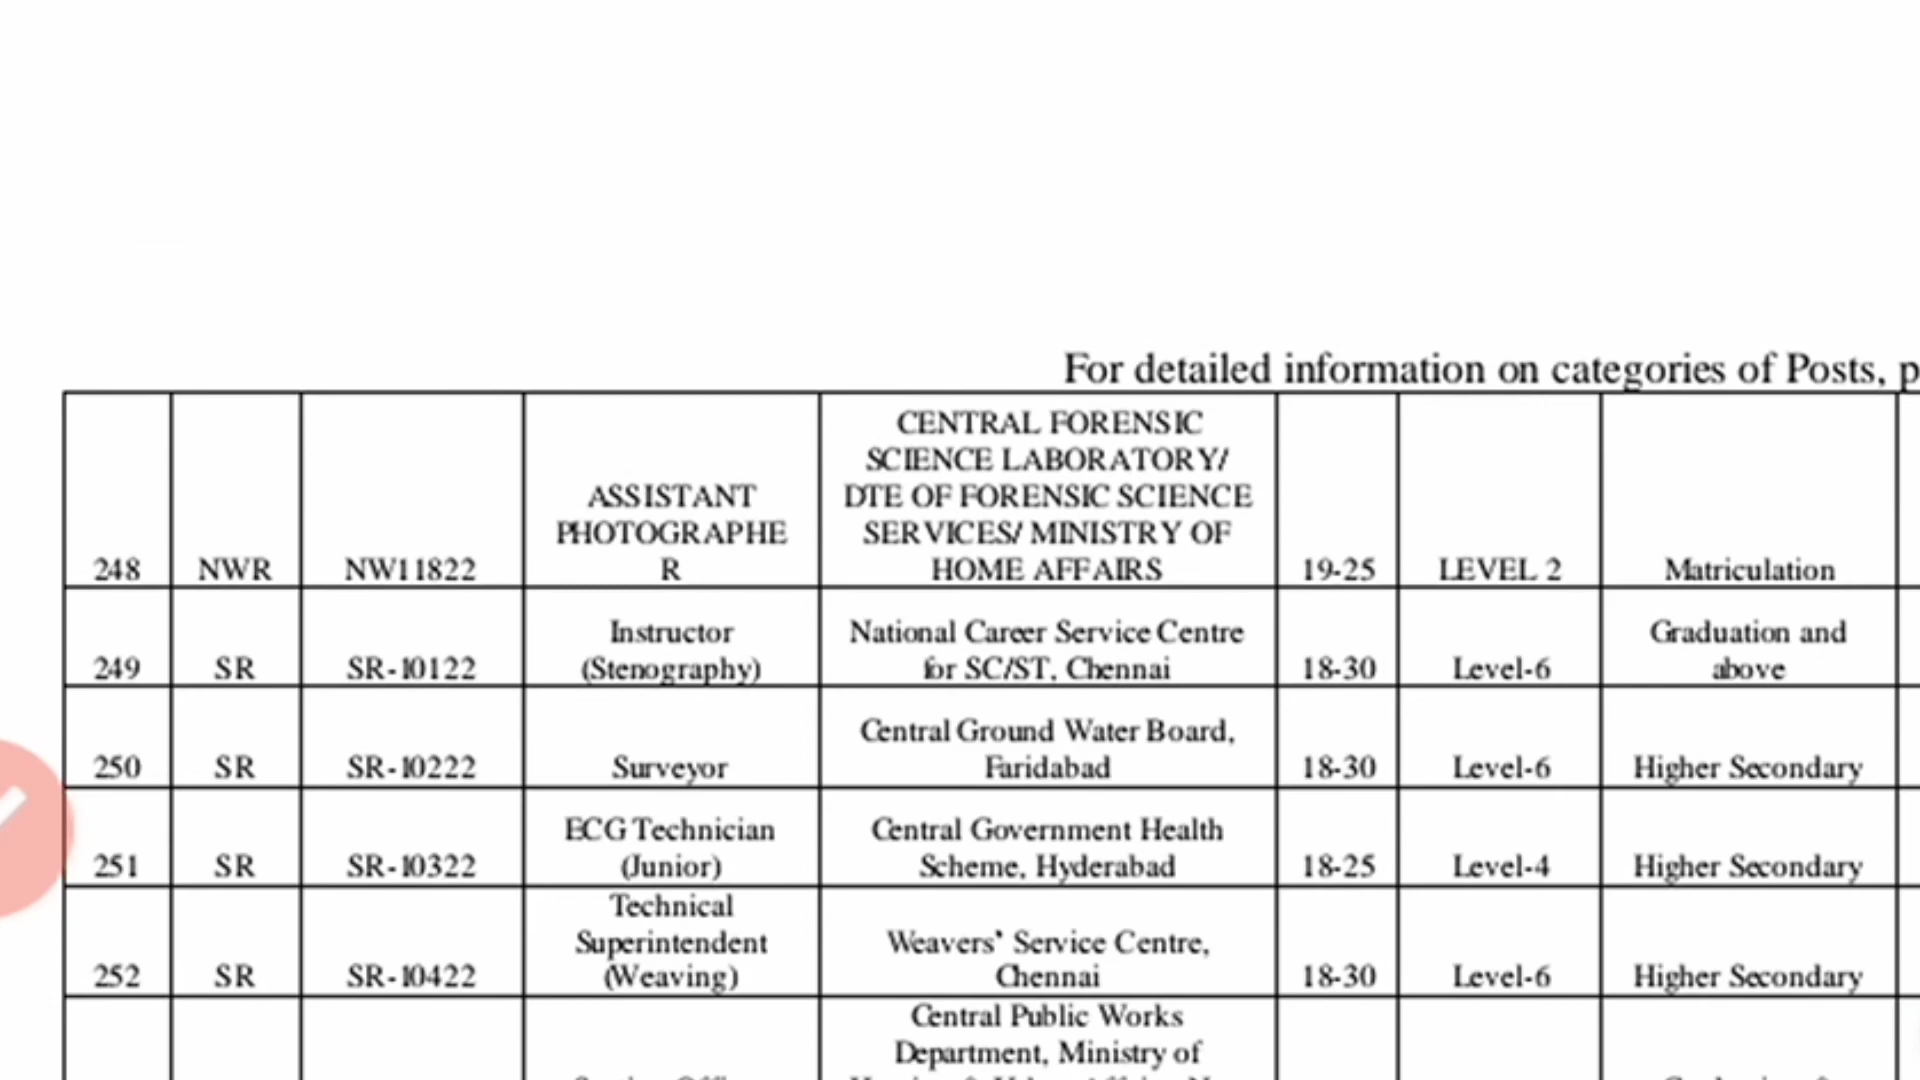 For detailed information on categories of Posts, p
CENTRAL FORENSIC
SCIENCE LABORATORY/
ASSISTANT DTE OF FORENSIC SCIENCE
PHOTOGRAPHE SERVICES/ MINISTRY OF
248 NWR NW11822 R HOME AFFAIRS 19-25 LEVEL 2 Matriculation
Instructor National Career Service Centre Graduation and
249 SR SR-10122 (Stenography) for SC/ST, Chennai 18-30 Level-6 above
Central Ground Water Board,
250 SR SR-10222 Surveyor Faridabad 18-30 Level-6 Higher Secondary
ECG Technician Central Government Health
251 SR SR-10322 (Junior) Scheme, Hyderabad 18-25 Level-4 Higher Secondary
Technical
Superintendent Weavers' Service Centre,
252 SR SR-10422 (Weaving) Chennai 18-30 Level-6 Higher Secondary
Central Public Works
Department, Ministry of